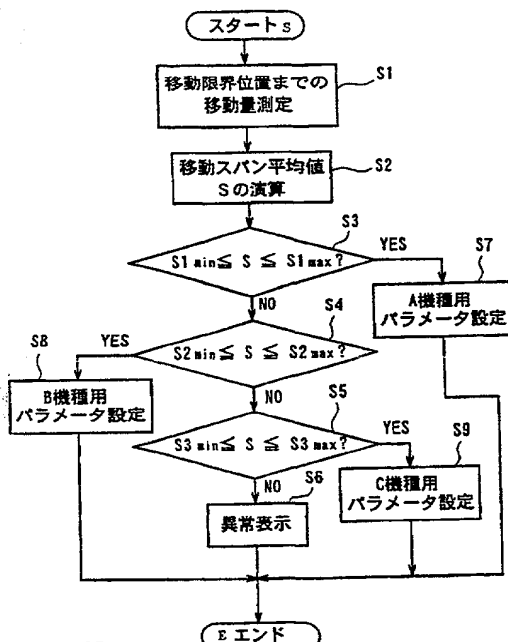 スタート S
移動限界位置までの
移動量測定
S1
移動スパン平均値
Sの演算
S2
S3
S1min≦ S ≦ S1max?
YES
S7
A機種用
パラメータ設定
NO
S4
S2min≦ S ≦ S2max?
YES
S8
B機種用
パラメータ設定
NO
S5
S3min≦ S ≦ S3max?
YES
S9
C機種用
パラメータ設定
NO
S6
異常表示
E エンド